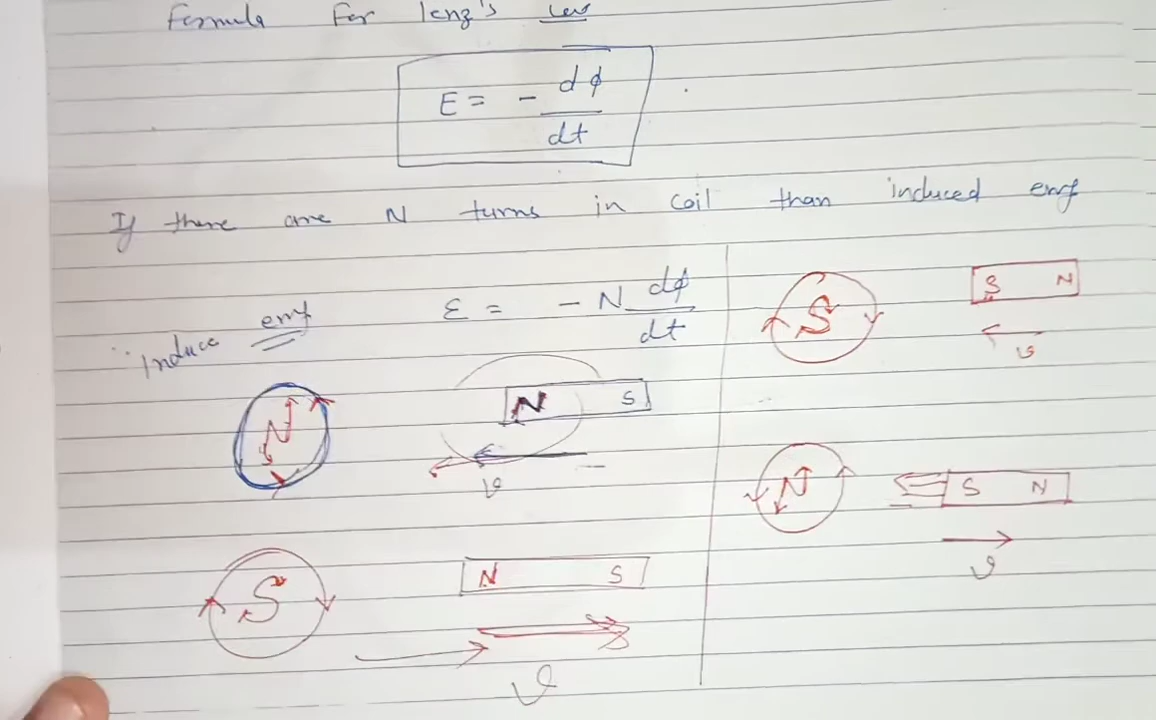 Formula For lenz's law
E = - dϕ/dt
If there are N turns in coil than induced emf
induce emf
ε = - N dϕ/dt
S
S N
v
N
N S
v
N
S N
v
S
N S
v